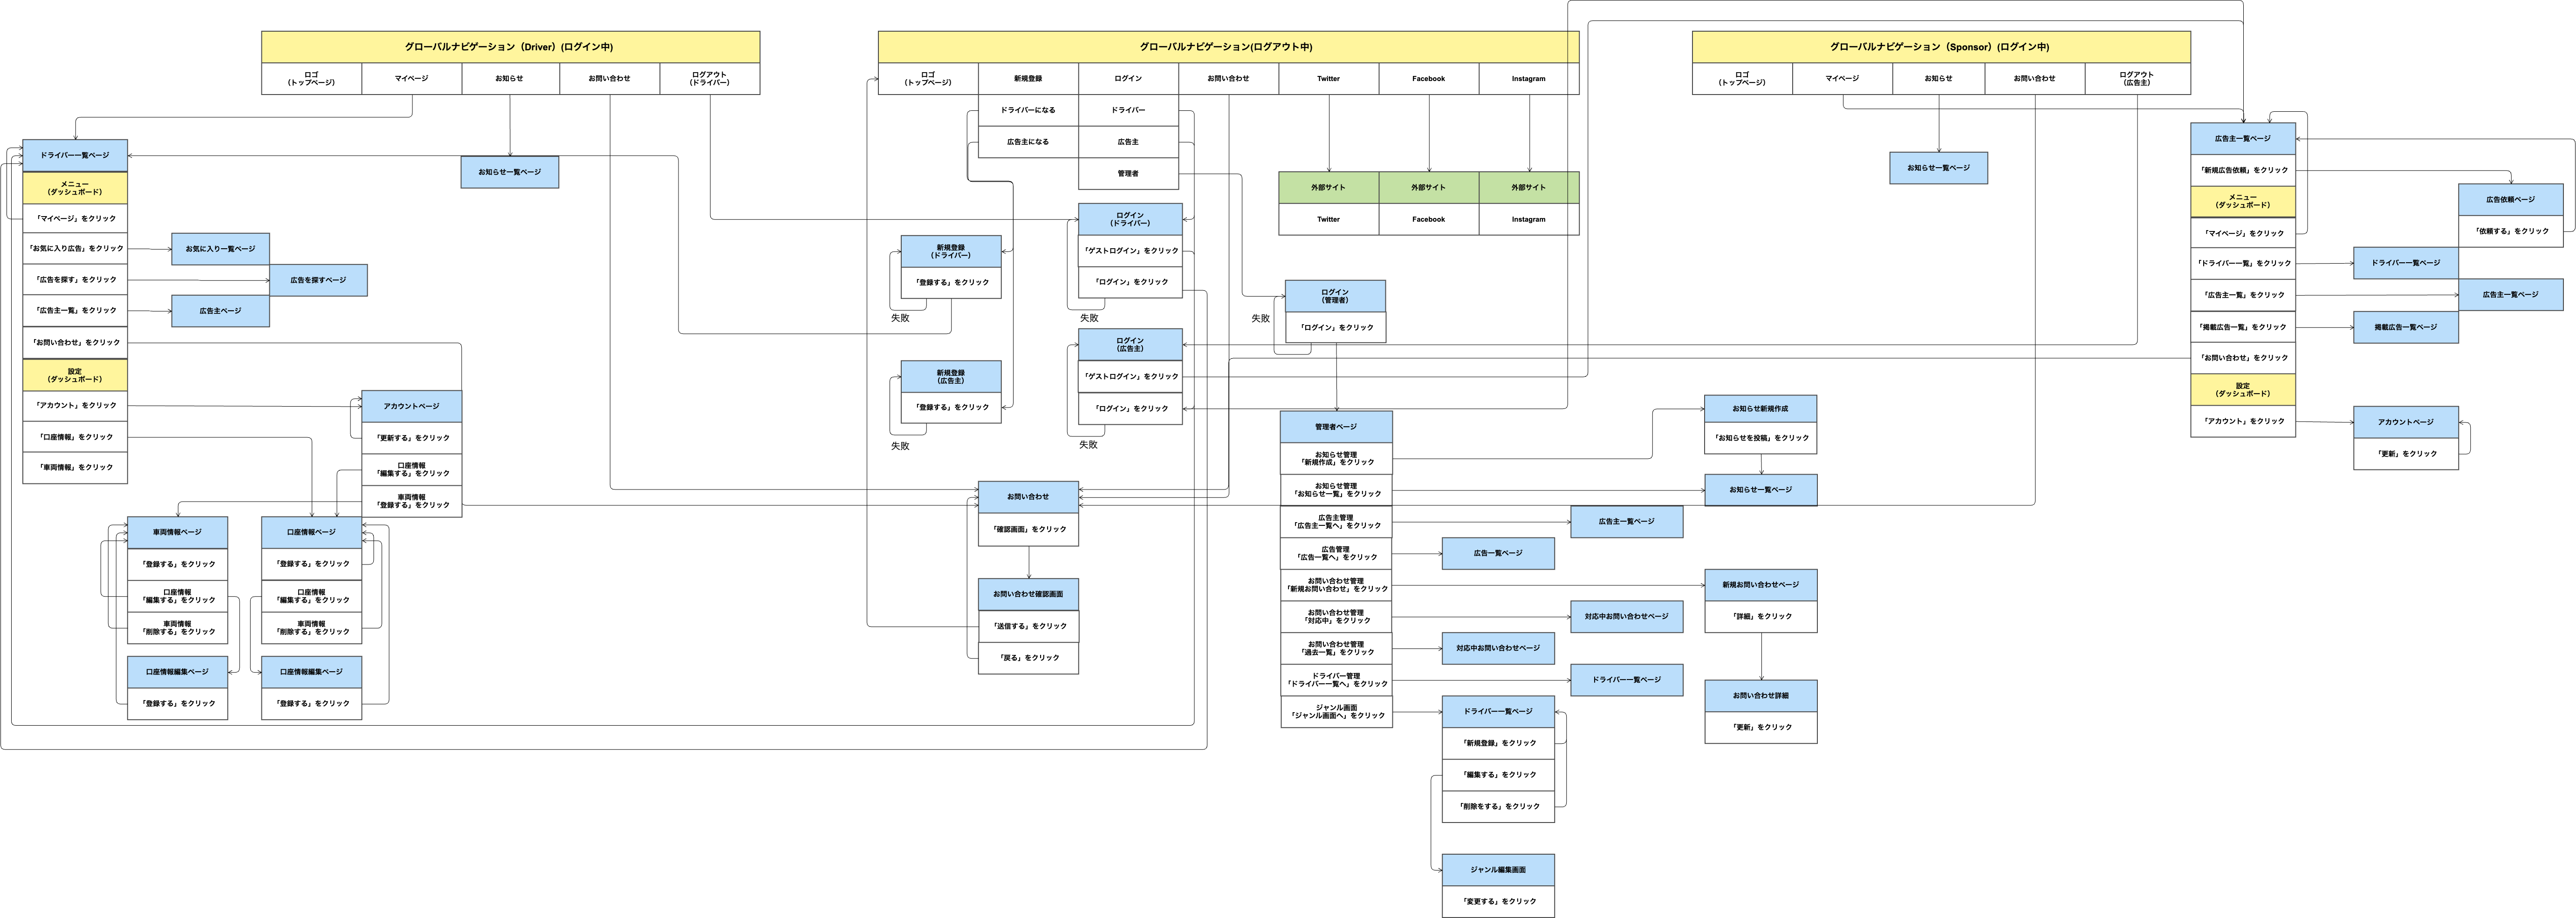 グローバルナビゲーション（Driver）(ログイン中)
ロゴ
（トップページ）
マイページ
お知らせ
お問い合わせ
ログアウト
（ドライバー）
ドライバー一覧ページ
メニュー
（ダッシュボード）
「マイページ」をクリック
「お気に入り広告」をクリック
「広告を探す」をクリック
「広告主一覧」をクリック
「お問い合わせ」をクリック
設定
（ダッシュボード）
「アカウント」をクリック
「口座情報」をクリック
「車両情報」をクリック
お知らせ一覧ページ
お気に入り一覧ページ
広告を探すページ
広告主ページ
アカウントページ
「更新する」をクリック
口座情報
「編集する」をクリック
車両情報
「登録する」をクリック
車両情報ページ
「登録する」をクリック
口座情報
「編集する」をクリック
車両情報
「削除する」をクリック
口座情報編集ページ
「登録する」をクリック
口座情報ページ
「登録する」をクリック
口座情報
「編集する」をクリック
車両情報
「削除する」をクリック
口座情報編集ページ
「登録する」をクリック
グローバルナビゲーション(ログアウト中)
ロゴ
（トップページ）
新規登録
ログイン
お問い合わせ
Twitter
Facebook
Instagram
ドライバーになる
ドライバー
広告主になる
広告主
管理者
外部サイト
外部サイト
外部サイト
Twitter
Facebook
Instagram
新規登録
（ドライバー）
「登録する」をクリック
失敗
新規登録
（広告主）
「登録する」をクリック
失敗
ログイン
（ドライバー）
「ゲストログイン」をクリック
「ログイン」をクリック
失敗
ログイン
（広告主）
「ゲストログイン」をクリック
「ログイン」をクリック
失敗
ログイン
（管理者）
「ログイン」をクリック
失敗
お問い合わせ
「確認画面」をクリック
お問い合わせ確認画面
「送信する」をクリック
「戻る」をクリック
管理者ページ
お知らせ管理
「新規作成」をクリック
お知らせ管理
「お知らせ一覧」をクリック
広告主管理
「広告主一覧へ」をクリック
広告管理
「広告一覧へ」をクリック
お問い合わせ管理
「新規お問い合わせ」をクリック
お問い合わせ管理
「対応中」をクリック
お問い合わせ管理
「過去一覧」をクリック
ドライバー管理
「ドライバー一覧へ」をクリック
ジャンル画面
「ジャンル画面へ」をクリック
お知らせ新規作成
「お知らせを投稿」をクリック
お知らせ一覧ページ
広告主一覧ページ
広告一覧ページ
新規お問い合わせページ
「詳細」をクリック
対応中お問い合わせページ
対応中お問い合わせページ
ドライバー一覧ページ
お問い合わせ詳細
「更新」をクリック
ドライバー一覧ページ
「新規登録」をクリック
「編集する」をクリック
「削除をする」をクリック
ジャンル編集画面
「変更する」をクリック
グローバルナビゲーション（Sponsor）(ログイン中)
ロゴ
（トップページ）
マイページ
お知らせ
お問い合わせ
ログアウト
（広告主）
お知らせ一覧ページ
広告主一覧ページ
「新規広告依頼」をクリック
メニュー
（ダッシュボード）
「マイページ」をクリック
「ドライバー一覧」をクリック
「広告主一覧」をクリック
「掲載広告一覧」をクリック
「お問い合わせ」をクリック
設定
（ダッシュボード）
「アカウント」をクリック
広告依頼ページ
「依頼する」をクリック
ドライバー一覧ページ
広告主一覧ページ
掲載広告一覧ページ
アカウントページ
「更新」をクリック